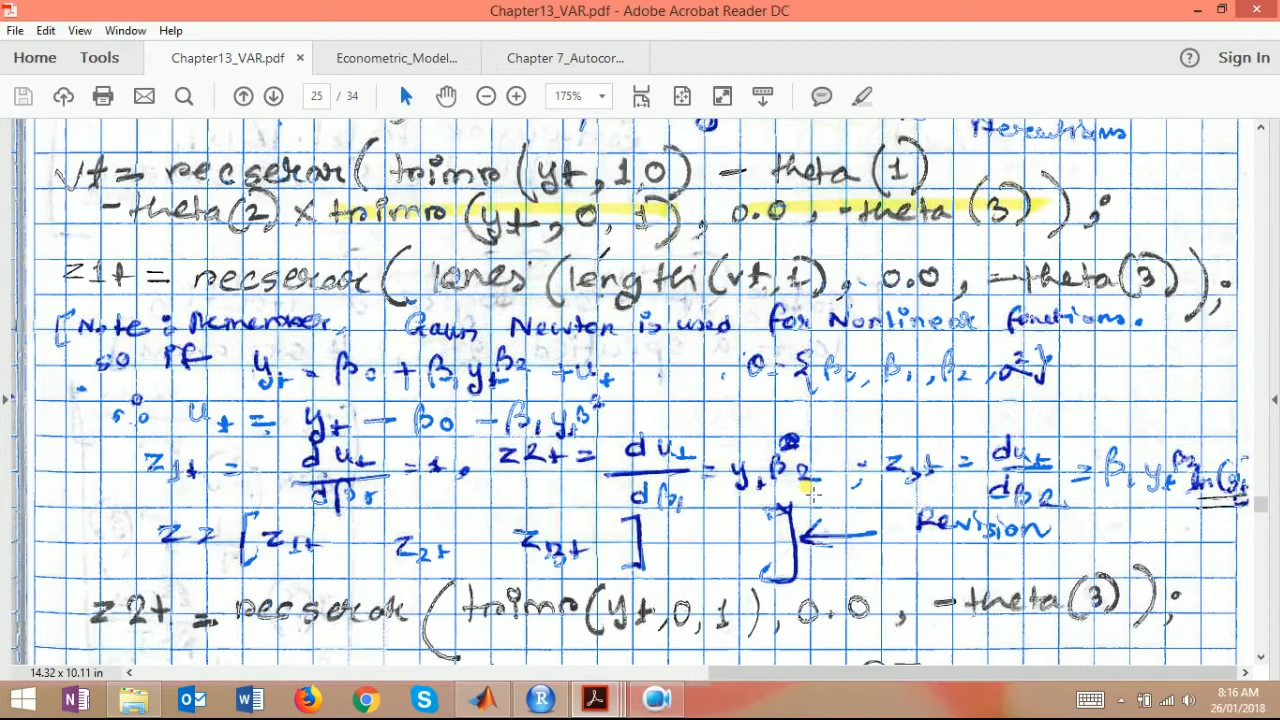 Chapter13_VAR.pdf - Adobe Acrobat Reader DC
File Edit View Window Help
Home Tools Chapter13_VAR.pdf × Econometric_Model... Chapter 7_Autocor... Sign In
25 / 34 175%
Iterations
vt = recserar(trimr(yt, 1,0) - theta(1)
-theta(2) × trimr(yt, 0, 1), 0.0, -theta(3));
z1t = recserar(ones(length(vt,1), 0.0, -theta(3));
[Note: Remember, Gauss Newton is used for Nonlinear functions.
so if yt = β0 + β1 yt^β2 + ut θ = {β0, β1, β2, σ²}
so ut = yt - β0 - β1 yt^β2
z1t = d ut / dβ0 = 1, z2t = d ut / dβ1 = yt^β2 ; z3t = dut / dβ2 = β1 yt^β2 ln(yt
z = [z1t z2t z3t] ] ← Revision
z2t = recserar(trimr(yt,0,1), 0.0, -theta(3));
14.32 x 10.11 in
8:16 AM
26/01/2018